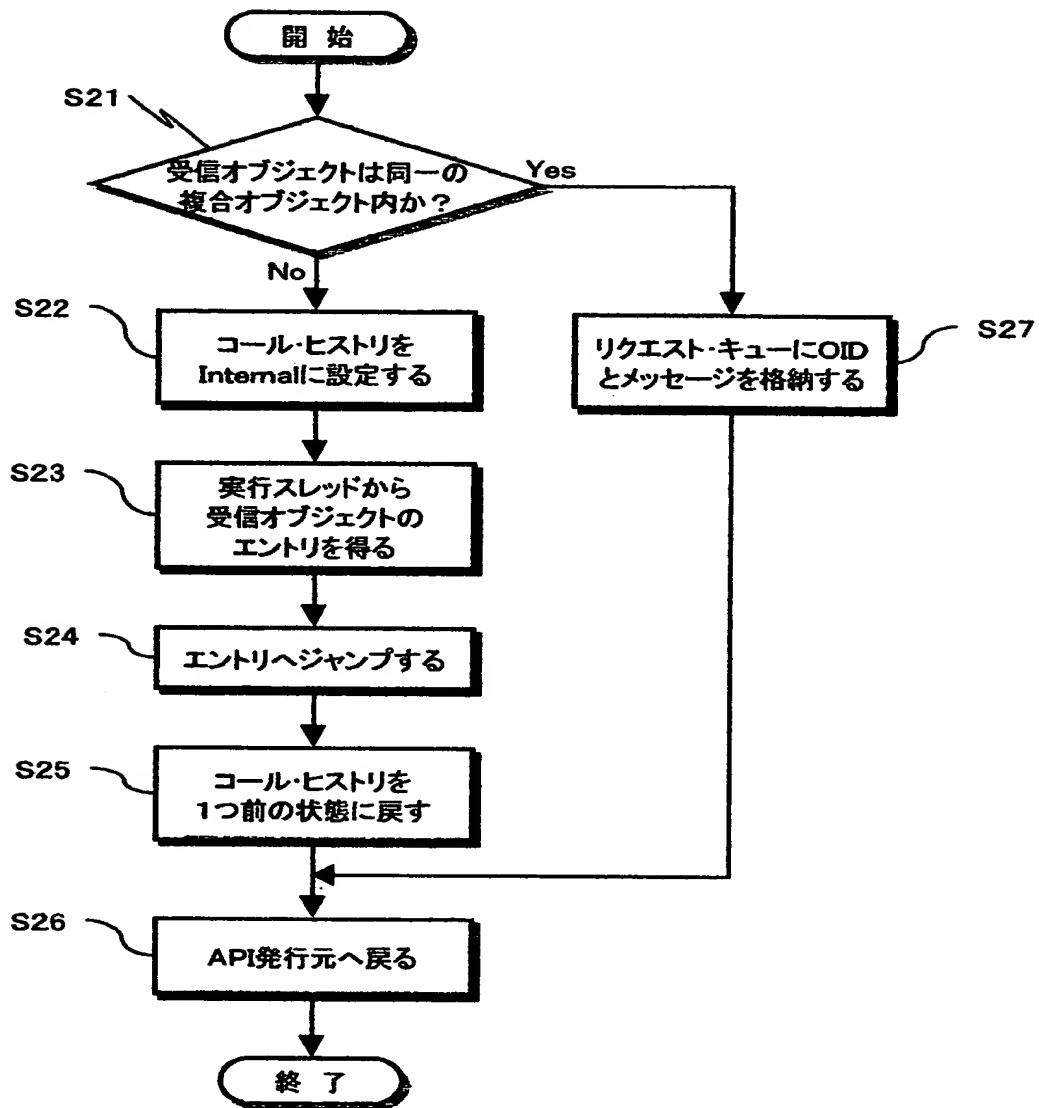 開 始
S21
受信オブジェクトは同一の
複合オブジェクト内か?
Yes
No
S22
コール・ヒストリを
Internalに設定する
リクエスト・キューにOID
とメッセージを格納する
S27
S23
実行スレッドから
受信オブジェクトの
エントリを得る
S24
エントリへジャンプする
S25
コール・ヒストリを
1つ前の状態に戻す
S26
API発行元へ戻る
終 了